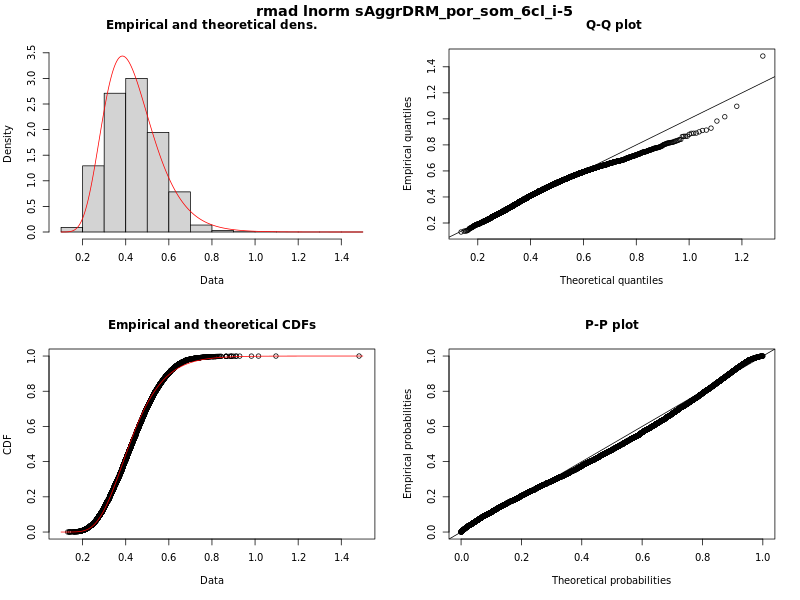 rmad lnorm sAggrDRM_por_som_6cl_i-5
Empirical and theoretical dens.
Density
0.0 0.5 1.0 1.5 2.0 2.5 3.0 3.5
0.2 0.4 0.6 0.8 1.0 1.2 1.4
Data
Q-Q plot
Empirical quantiles
0.2 0.4 0.6 0.8 1.0 1.2 1.4
0.2 0.4 0.6 0.8 1.0 1.2
Theoretical quantiles
Empirical and theoretical CDFs
CDF
0.0 0.2 0.4 0.6 0.8 1.0
0.2 0.4 0.6 0.8 1.0 1.2 1.4
Data
P-P plot
Empirical probabilities
0.0 0.2 0.4 0.6 0.8 1.0
0.0 0.2 0.4 0.6 0.8 1.0
Theoretical probabilities